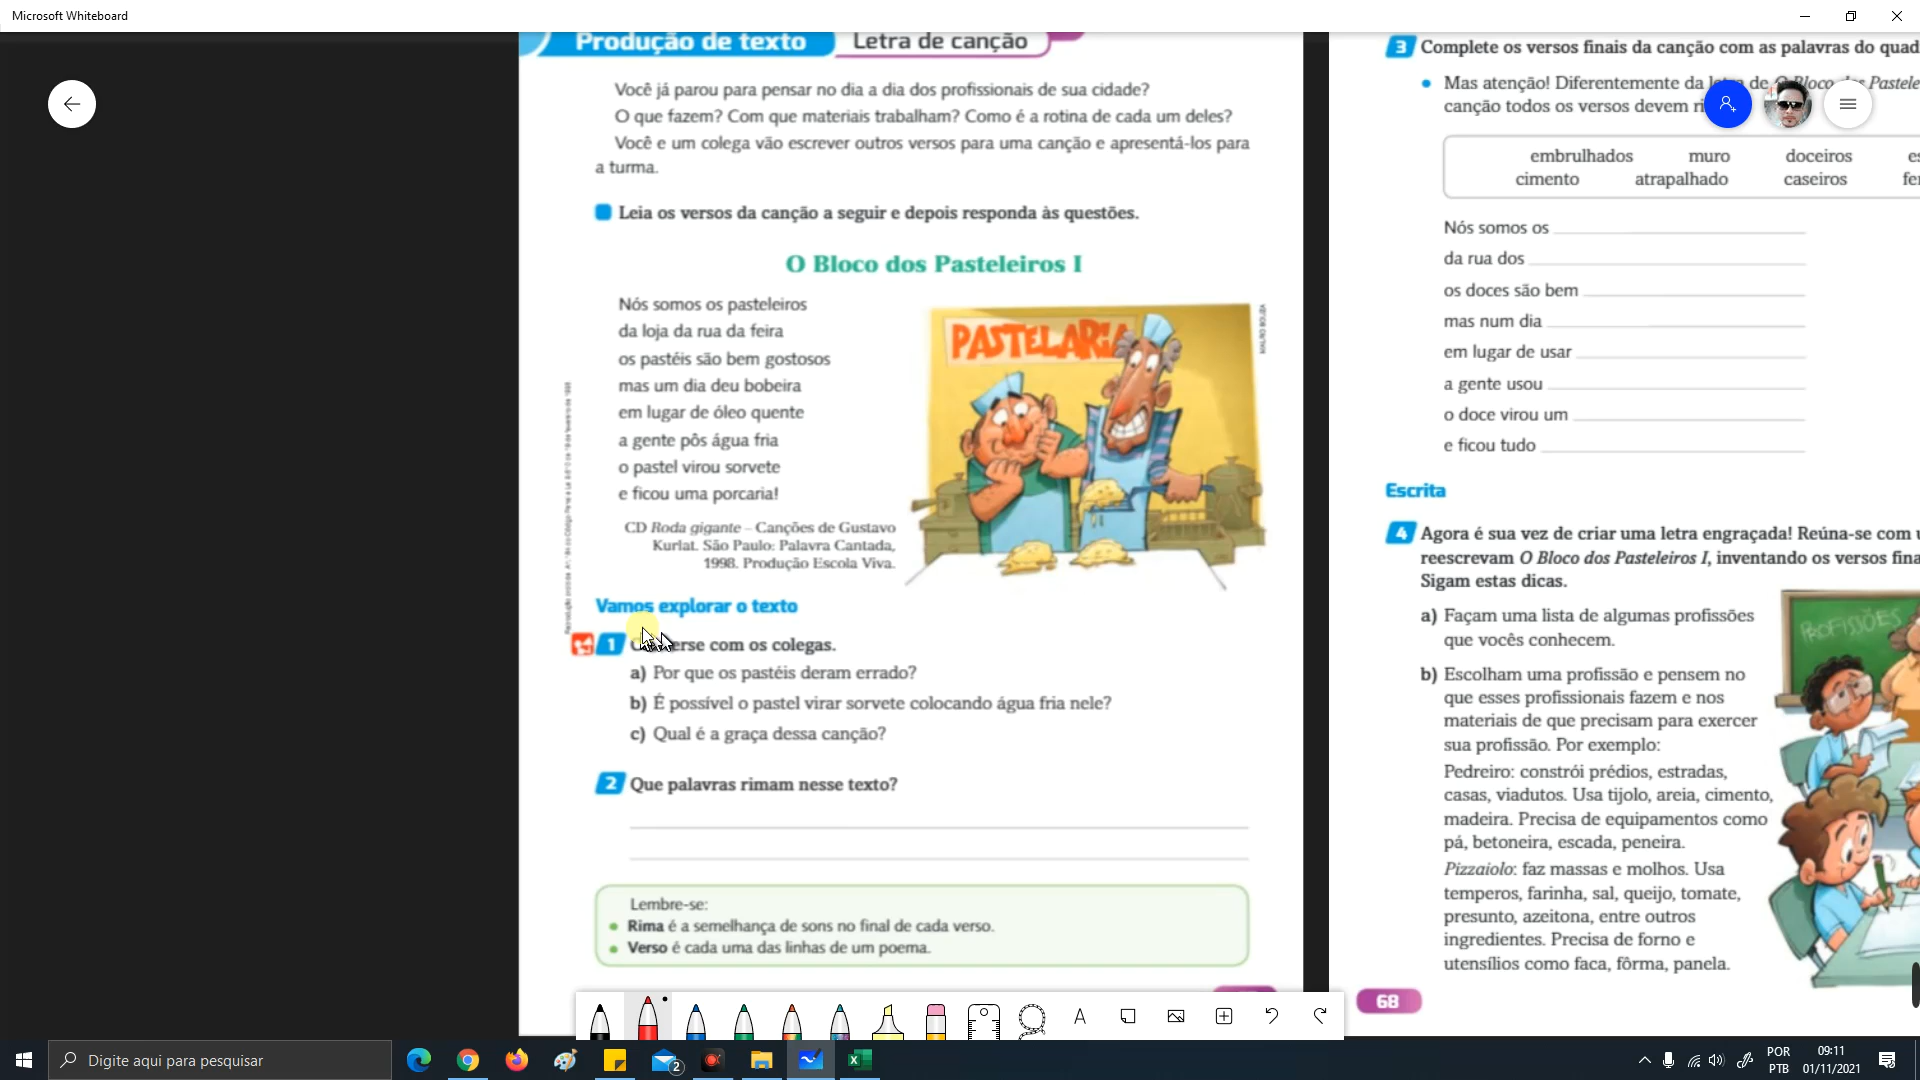 Microsoft Whiteboard
Produção de texto
Letra de canção
Você já parou para pensar no dia a dia dos profissionais de sua cidade?
O que fazem? Com que materiais trabalham? Como é a rotina de cada um deles?
Você e um colega vão escrever outros versos para uma canção e apresentá-los para
a turma.
Leia os versos da canção a seguir e depois responda às questões.
O Bloco dos Pasteleiros I
Nós somos os pasteleiros
da loja da rua da feira
os pastéis são bem gostosos
mas um dia deu bobeira
em lugar de óleo quente
a gente pôs água fria
o pastel virou sorvete
e ficou uma porcaria!
PASTELARIA
CD Roda gigante – Canções de Gustavo
Kurlat. São Paulo: Palavra Cantada,
1998. Produção Escola Viva.
Vamos explorar o texto
1 erse com os colegas.
a) Por que os pastéis deram errado?
b) É possível o pastel virar sorvete colocando água fria nele?
c) Qual é a graça dessa canção?
2 Que palavras rimam nesse texto?
Lembre-se:
Rima é a semelhança de sons no final de cada verso.
Verso é cada uma das linhas de um poema.
3 Complete os versos finais da canção com as palavras do quad
Mas atenção! Diferentemente da de O Bloco dos Pastele
canção todos os versos devem ri
embrulhados muro doceiros es
cimento atrapalhado caseiros fe
Nós somos os
da rua dos
os doces são bem
mas num dia
em lugar de usar
a gente usou
o doce virou um
e ficou tudo
Escrita
4 Agora é sua vez de criar uma letra engraçada! Reúna-se com u
reescrevam O Bloco dos Pasteleiros I, inventando os versos fina
Sigam estas dicas.
a) Façam uma lista de algumas profissões
que vocês conhecem.
b) Escolham uma profissão e pensem no
que esses profissionais fazem e nos
materiais de que precisam para exercer
sua profissão. Por exemplo:
Pedreiro: constrói prédios, estradas,
casas, viadutos. Usa tijolo, areia, cimento,
madeira. Precisa de equipamentos como
pá, betoneira, escada, peneira.
Pizzaiolo: faz massas e molhos. Usa
temperos, farinha, sal, queijo, tomate,
presunto, azeitona, entre outros
ingredientes. Precisa de forno e
utensílios como faca, fôrma, panela.
PROFISSÕES
68
Digite aqui para pesquisar
2
POR
PTB
09:11
01/11/2021